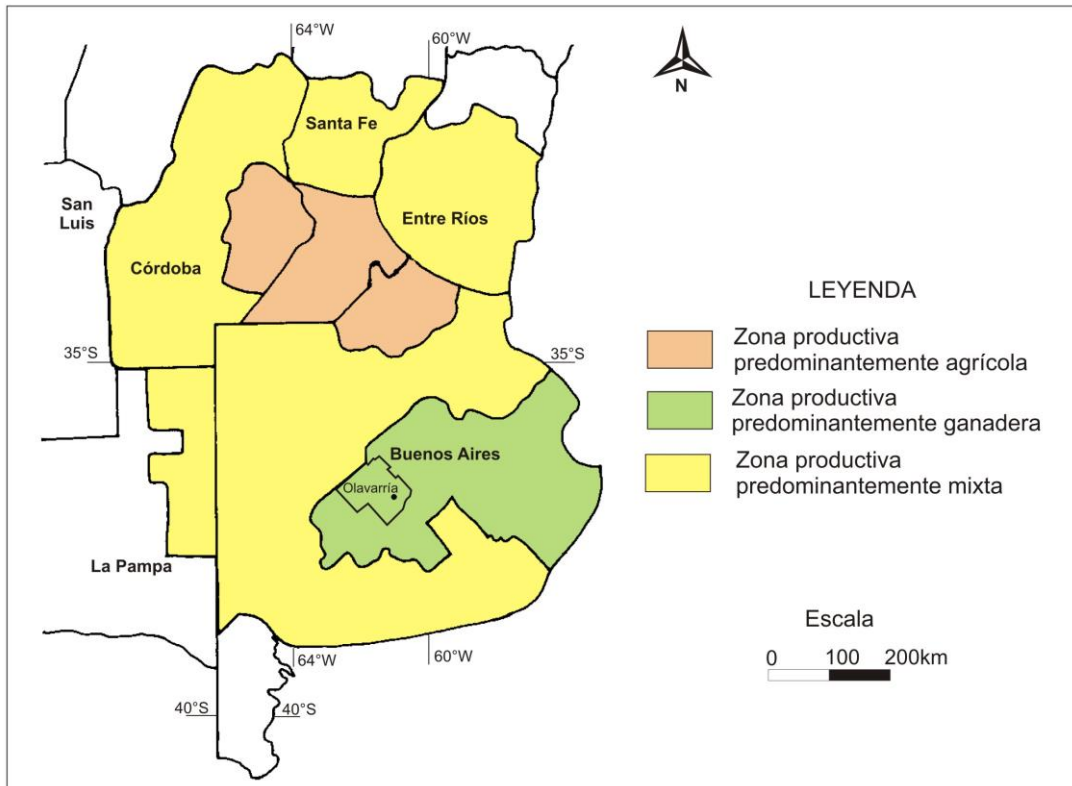 64°W
60°W
N
Santa Fe
San
Luis
Entre Ríos
Córdoba
LEYENDA
Zona productiva
predominantemente agrícola
35°S
35°S
Zona productiva
predominantemente ganadera
Buenos Aires
Zona productiva
predominantemente mixta
Olavarría
La Pampa
Escala
0 100 200km
64°W
60°W
40°S
40°S